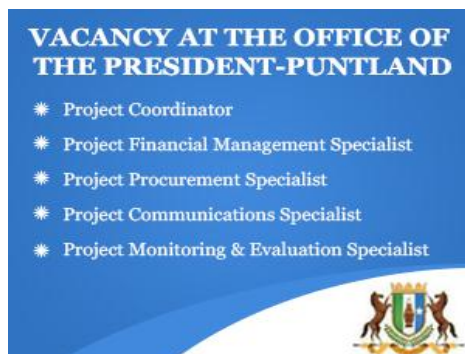 VACANCY AT THE OFFICE OF
THE PRESIDENT-PUNTLAND
Project Coordinator
Project Financial Management Specialist
Project Procurement Specialist
Project Communications Specialist
Project Monitoring & Evaluation Specialist